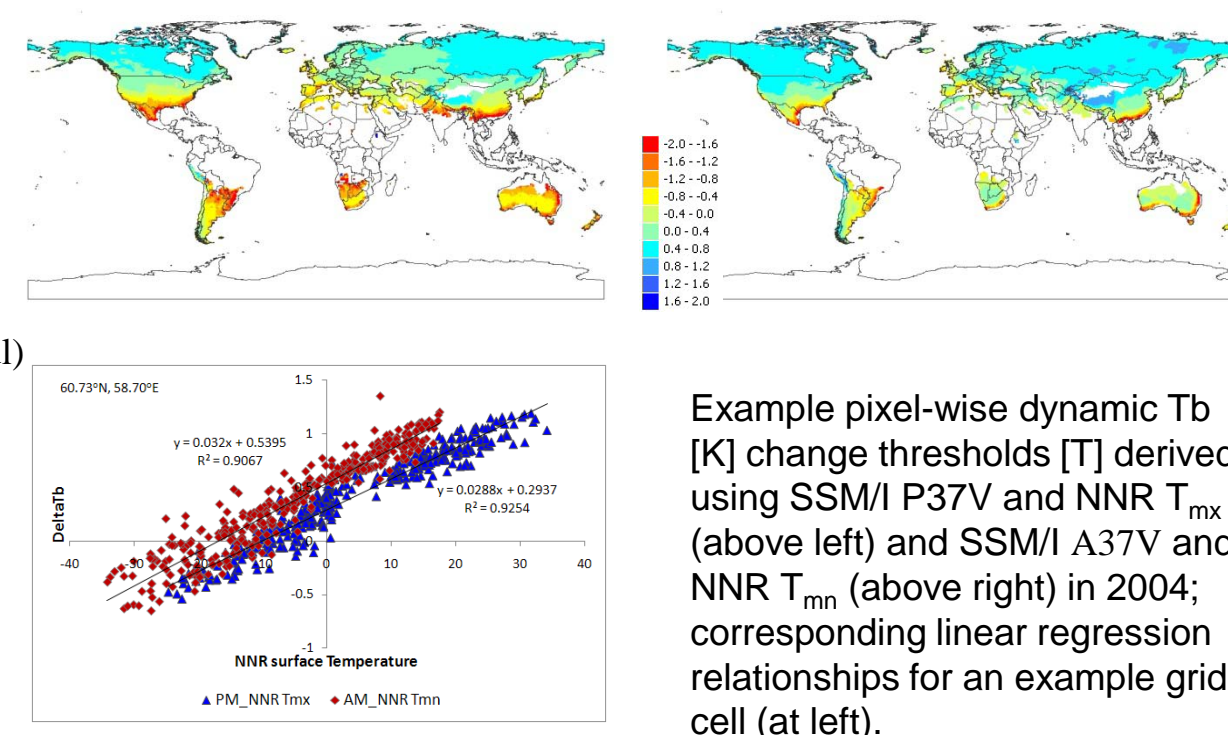 -2.0 - -1.6
-1.6 - -1.2
-1.2 - -0.8
-0.8 - -0.4
-0.4 - 0.0
0.0 - 0.4
0.4 - 0.8
0.8 - 1.2
1.2 - 1.6
1.6 - 2.0
60.73°N, 58.70°E
1.5
y = 0.032x + 0.5395
R² = 0.9067
1
0.5
y = 0.0288x + 0.2937
R² = 0.9254
DeltaTb
-40 -30 -20 -10 0 10 20 30 40
-0.5
-1
NNR surface Temperature
PM_NNR Tmx AM_NNR Tmn
Example pixel-wise dynamic Tb
[K] change thresholds [T] derived
using SSM/I P37V and NNR Tmx
(above left) and SSM/I A37V and
NNR Tmn (above right) in 2004;
corresponding linear regression
relationships for an example grid
cell (at left).